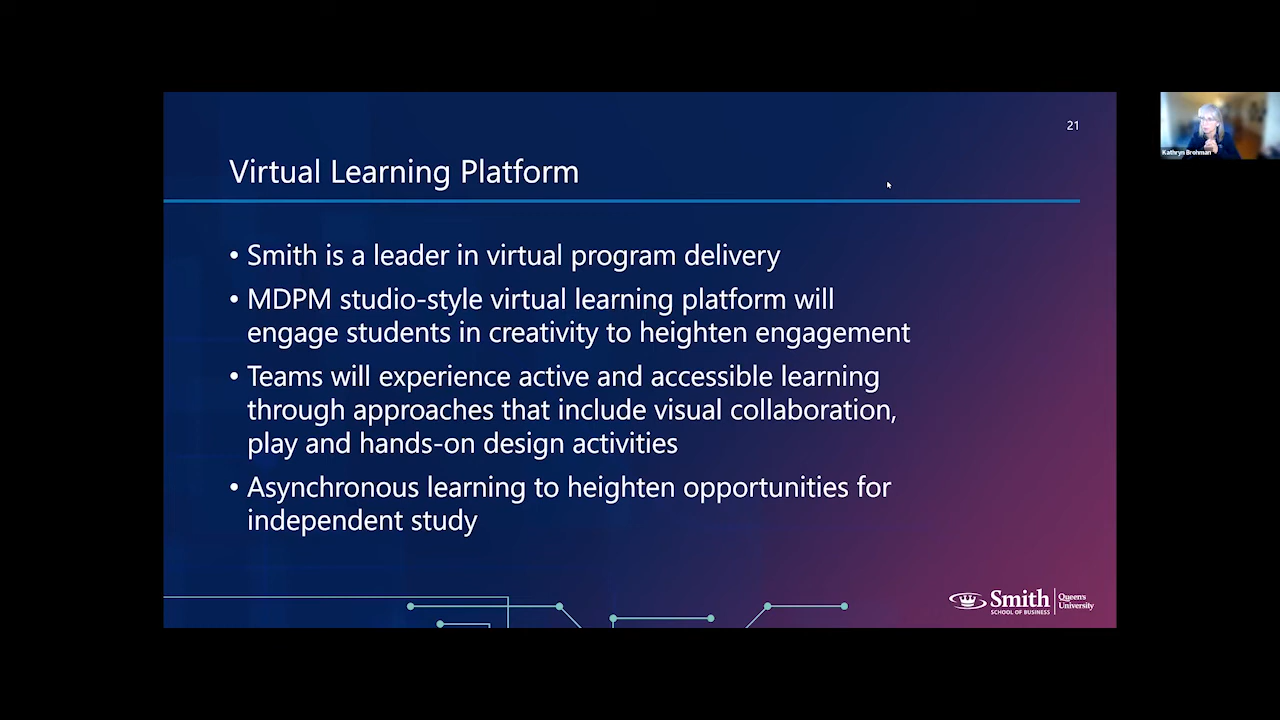 21
Kathryn Brohman
Virtual Learning Platform
• Smith is a leader in virtual program delivery
• MDPM studio-style virtual learning platform will
engage students in creativity to heighten engagement
• Teams will experience active and accessible learning
through approaches that include visual collaboration,
play and hands-on design activities
• Asynchronous learning to heighten opportunities for
independent study
Smith
SCHOOL OF BUSINESS
Queen's
University